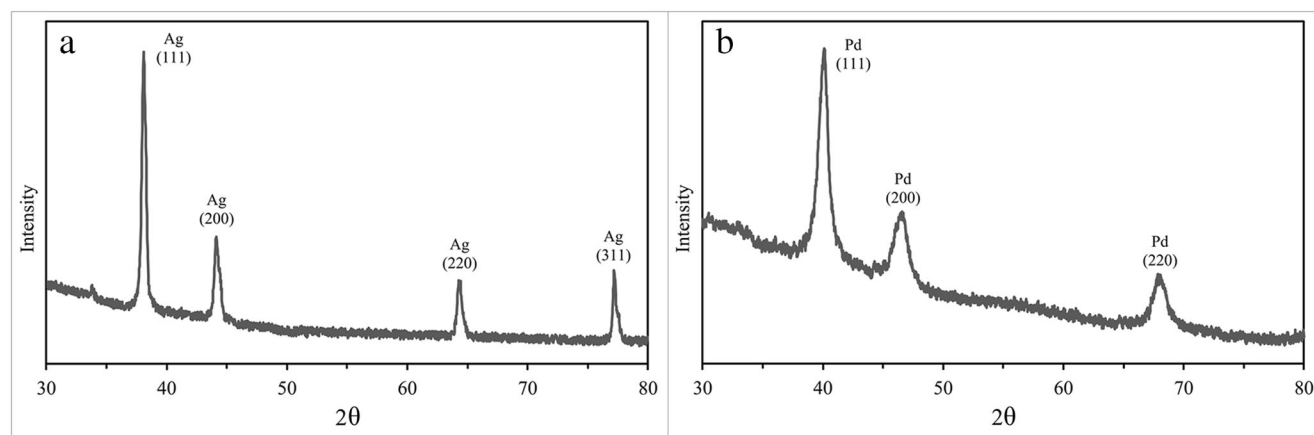 a
Ag
(111)
Ag
(200)
Ag
(220)
Ag
(311)
Intensity
30
40
50
60
70
80
2θ
b
Pd
(111)
Pd
(200)
Pd
(220)
Intensity
30
40
50
60
70
80
2θ